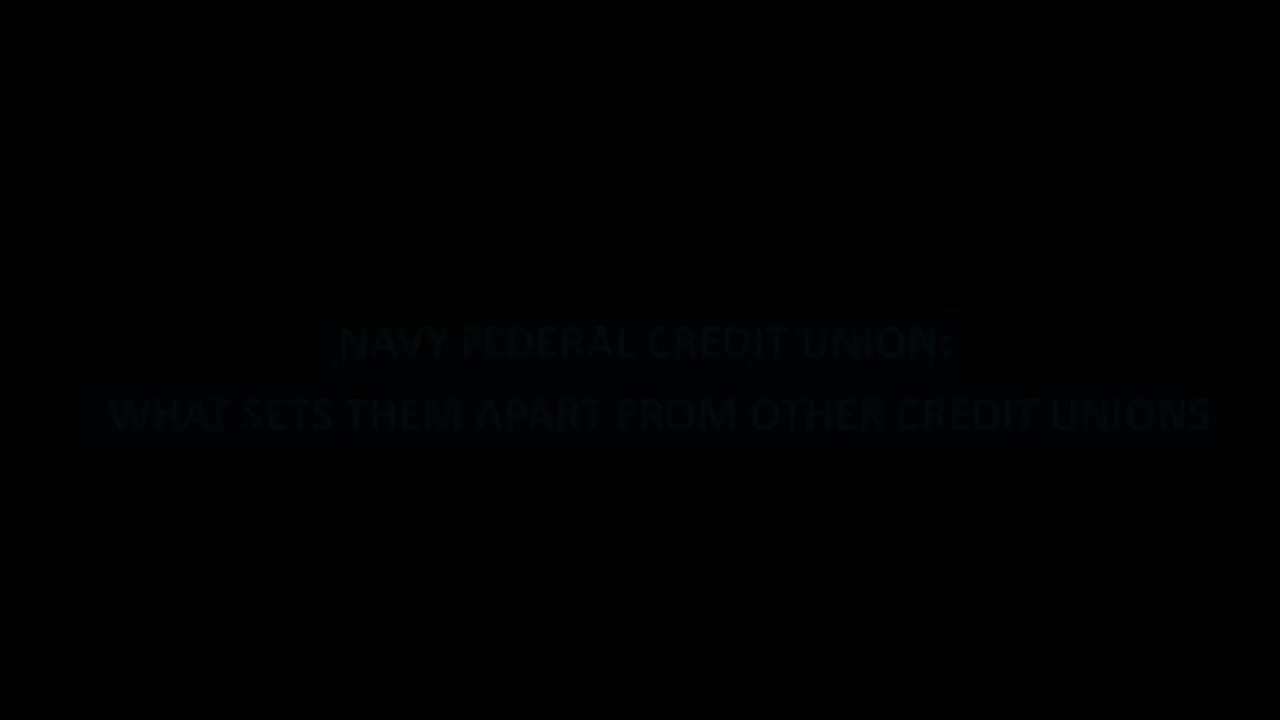 NAVY FEDERAL CREDIT UNION:
WHAT SETS THEM APART FROM OTHER CREDIT UNIONS